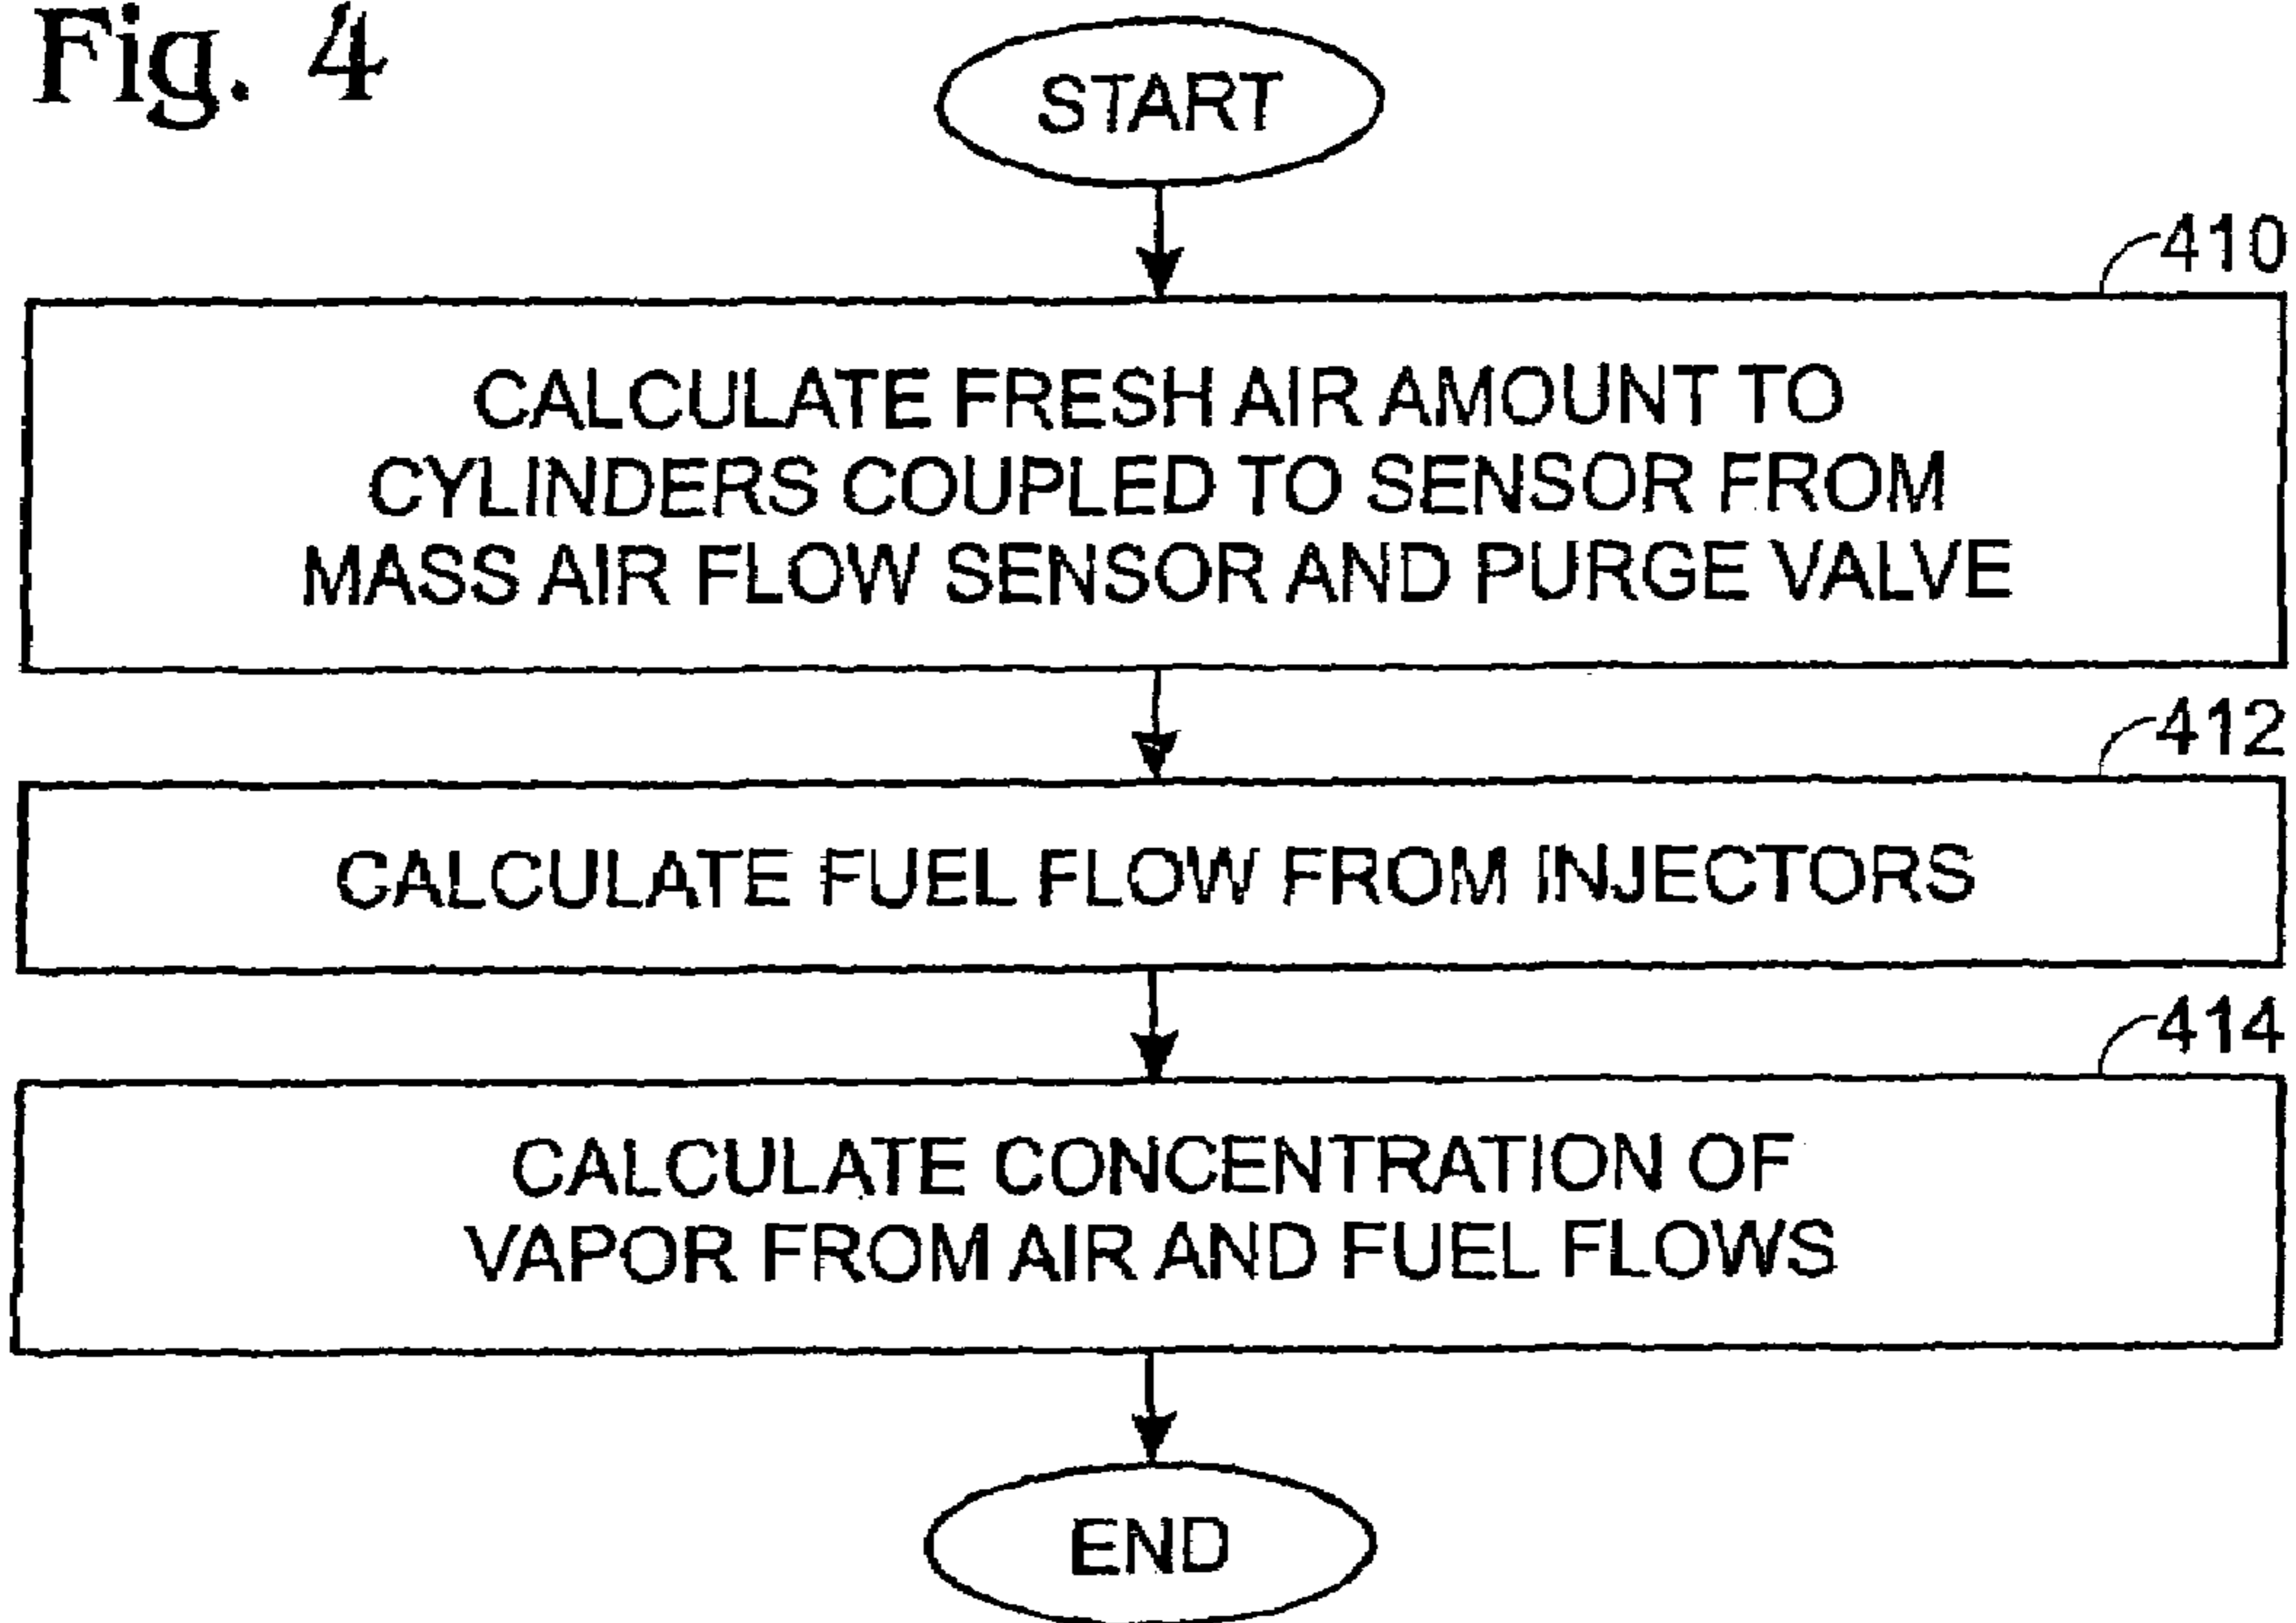 Fig. 4
START
410
CALCULATE FRESH AIR AMOUNT TO
CYLINDERS COUPLED TO SENSOR FROM
MASS AIR FLOW SENSOR AND PURGE VALVE
412
CALCULATE FUEL FLOW FROM INJECTORS
414
CALCULATE CONCENTRATION OF
VAPOR FROM AIR AND FUEL FLOWS
END